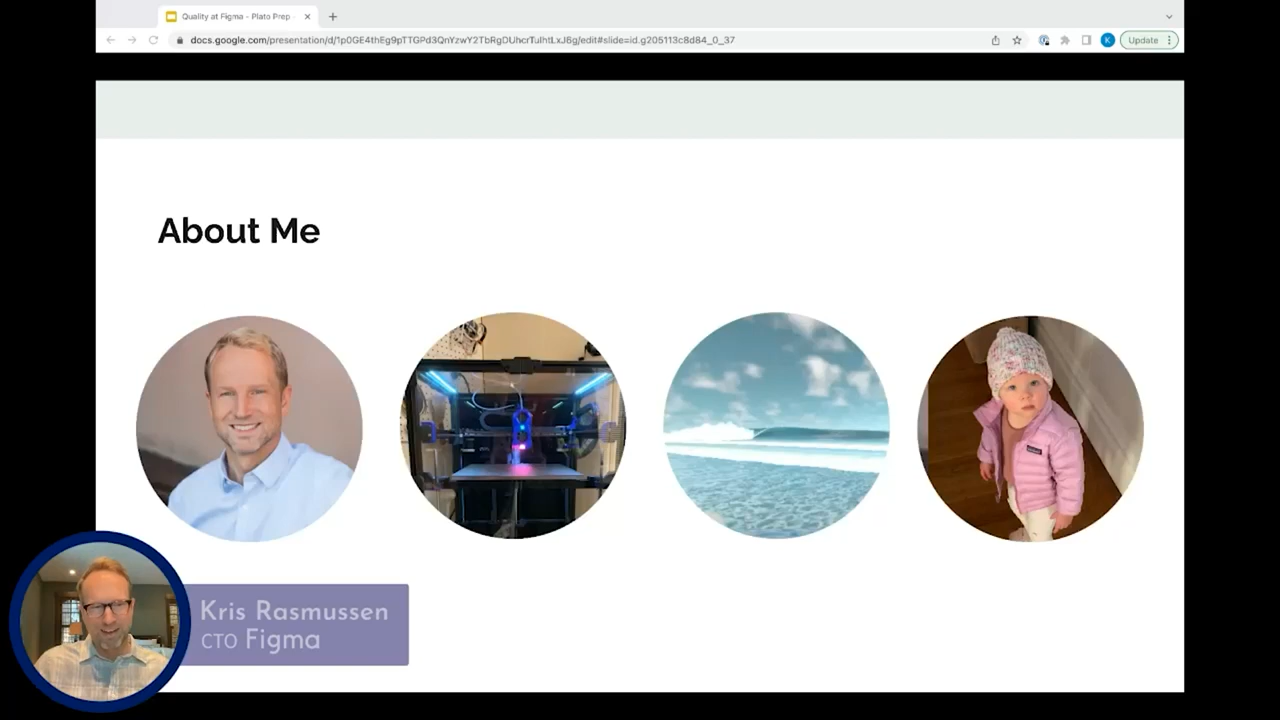 Quality at Figma - Plato Prep
docs.google.com/presentation/d/1p0GE4thEg9pTTGPd3QnYzwY2TbRgDUhcrTulhtLxJ6g/edit#slide=id.g205113c8d84_0_37
K
Update
About Me
Kris Rasmussen
CTO Figma